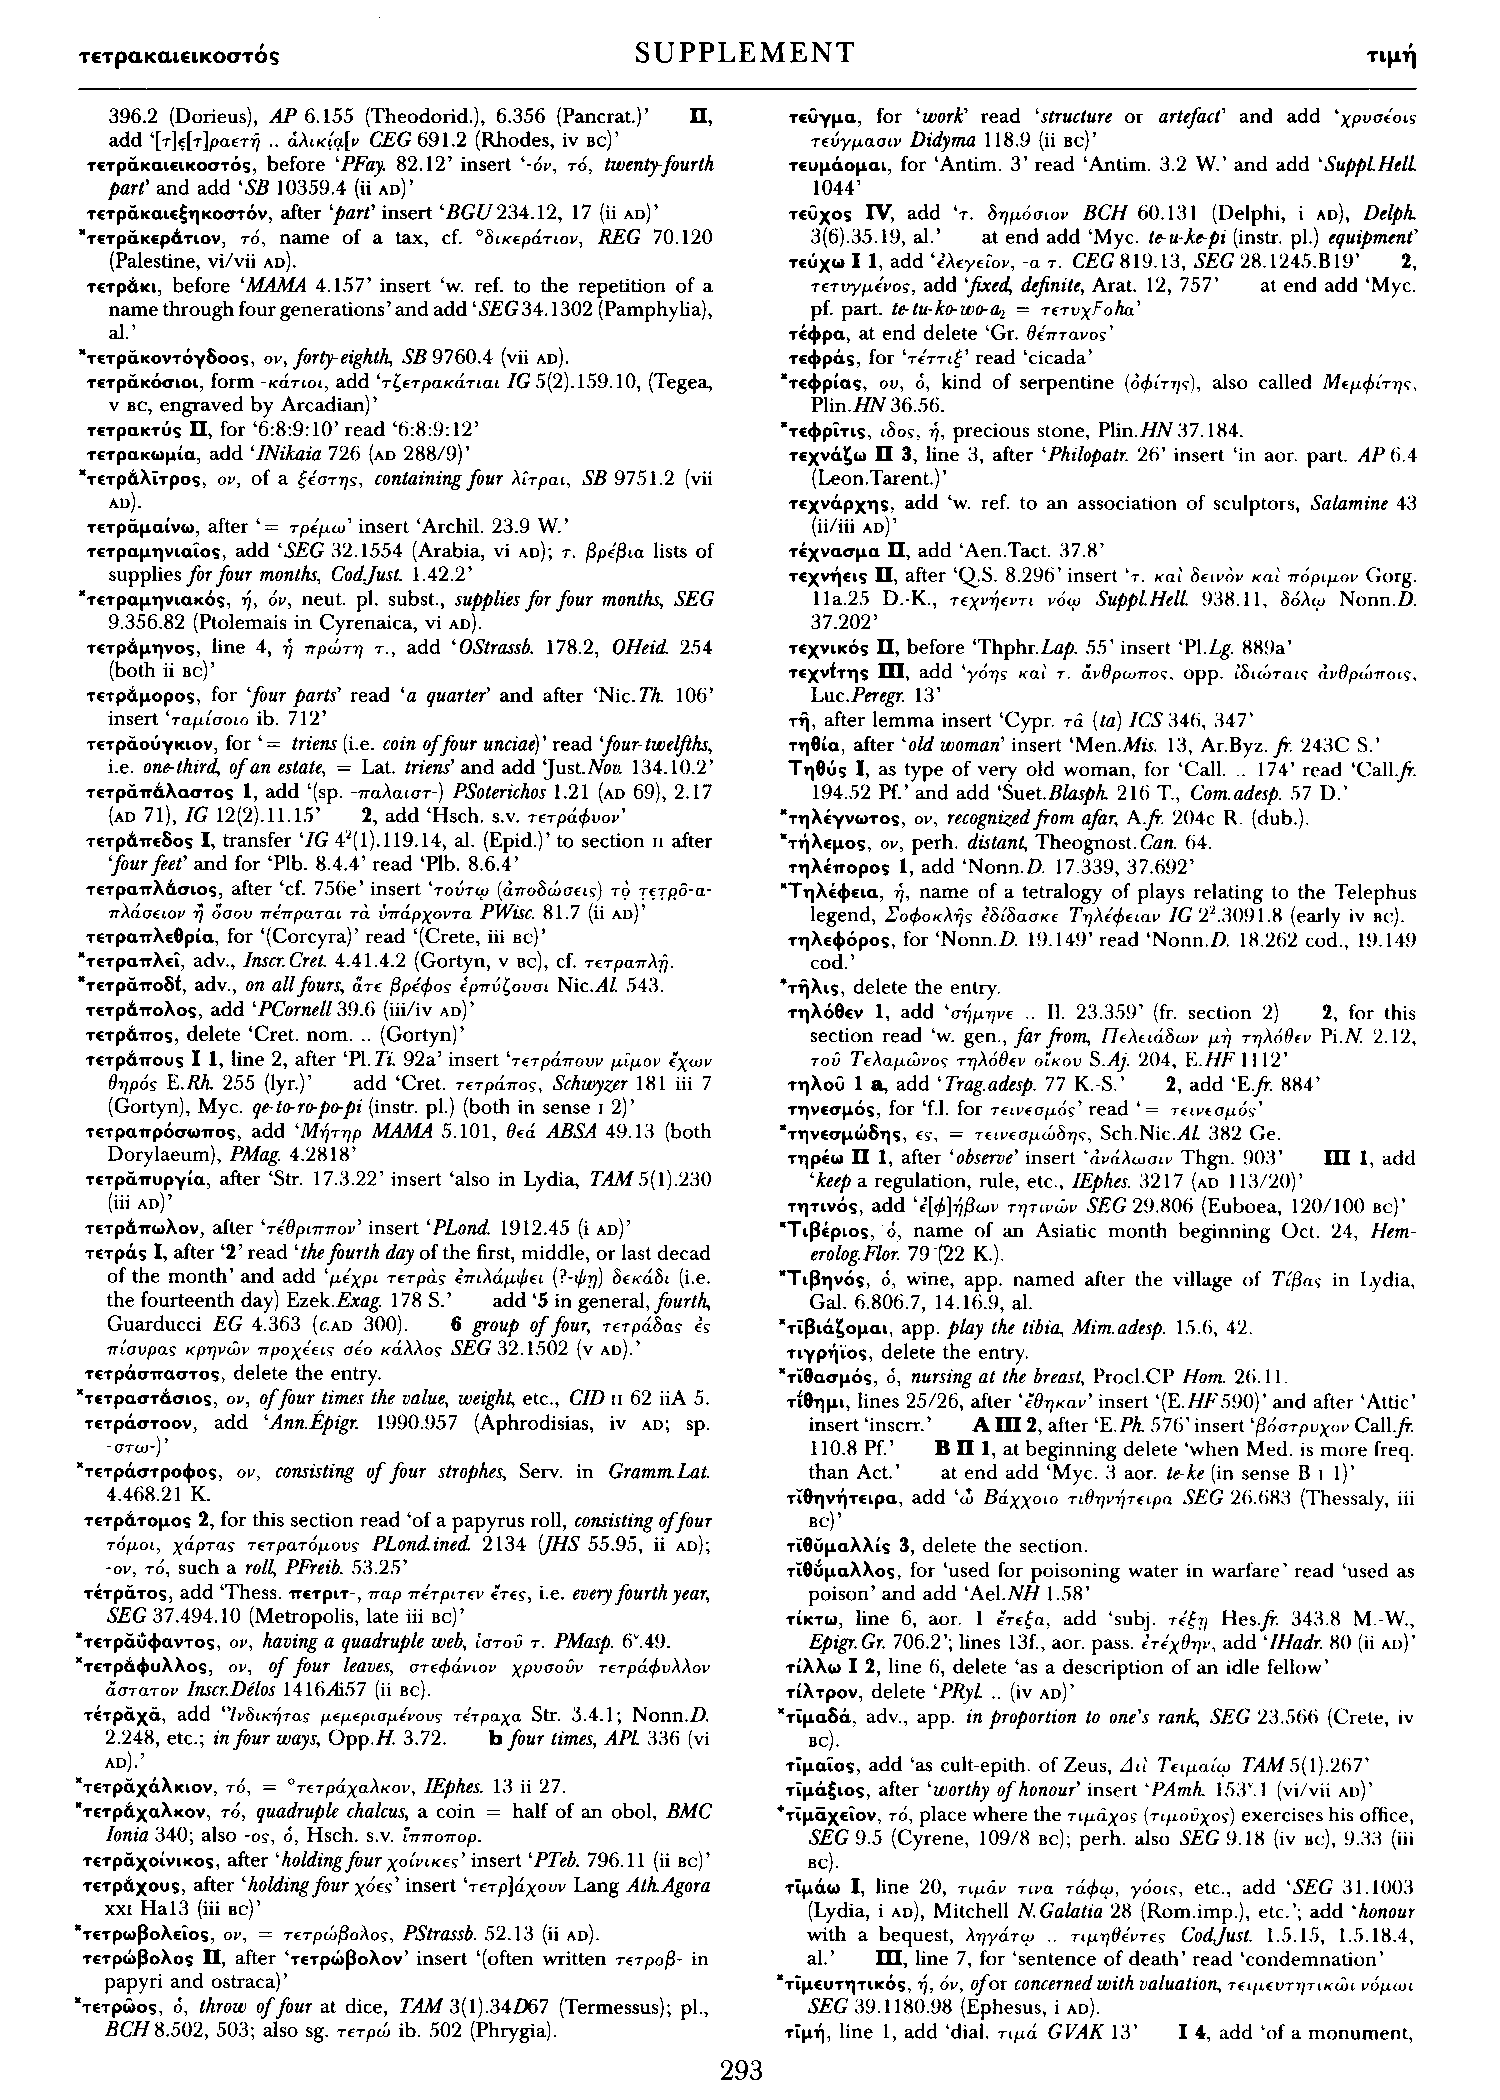 τετρακαιεικοστός
SUPPLEMENT
τιμή
396.2 (Dorieus), AP 6.155 (Theodorid.), 6.356 (Pancrat.)’ II,
add ‘[τ]ε̣[τ]ραετῆ .. ἁλικίᾳ[ν CEG 691.2 (Rhodes, iv BC)’
τετρᾰκαιεικοστός, before ‘PFay. 82.12’ insert ‘-όν, τό, twenty-fourth
part’ and add ‘SB 10359.4 (ii AD)’
τετρᾰκαιεξηκοστόν, after ‘part’ insert ‘BGU 234.12, 17 (ii AD)’
*τετρᾰκεράτιον, τό, name of a tax, cf. °δικεράτιον, REG 70.120
(Palestine, vi/vii AD).
τετράκι, before ‘MAMA 4.157’ insert ‘w. ref. to the repetition of a
name through four generations’ and add ‘SEG 34.1302 (Pamphylia),
al.’
*τετρᾰκοντόγδοος, ον, forty-eighth, SB 9760.4 (vii AD).
τετρᾰκόσιοι, form -κάτιοι, add ‘τζετρακάτιαι IG 5(2).159.10, (Tegea,
v BC, engraved by Arcadian)’
τετρακτύς II, for ‘6:8:9:10’ read ‘6:8:9:12’
τετρακωμία, add ‘INikaia 726 (AD 288/9)’
*τετράλῑτρος, ον, of a ξέστης, containing four λῖτραι, SB 9751.2 (vii
AD).
τετρᾰμαίνω, after ‘= τρέμω’ insert ‘Archil. 23.9 W.’
τετραμηνιαῖος, add ‘SEG 32.1554 (Arabia, vi AD); τ. βρέβια lists of
supplies for four months, Cod.Just. 1.42.2’
*τετραμηνιακός, ή, όν, neut. pl. subst., supplies for four months, SEG
9.356.82 (Ptolemais in Cyrenaica, vi AD).
τετράμηνος, line 4, ἡ πρώτη τ., add ‘OStrassb. 178.2, OHeid. 254
(both ii BC)’
τετράμορος, for ‘four parts’ read ‘a quarter’ and after ‘Nic.Th. 106’
insert ‘ταμίσοιο ib. 712’
τετρᾰούγκιον, for ‘= triens (i.e. coin of four unciae)’ read ‘four-twelfths,
i.e. one-third, of an estate, = Lat. triens’ and add ‘Just.Nov. 134.10.2’
τετρᾰπάλαστος 1, add ‘(sp. -παλαιστ-) PSoterichos 1.21 (AD 69), 2.17
(AD 71), IG 12(2).11.15’ 2, add ‘Hsch. s.v. τετράφυον’
τετράπεδος I, transfer ‘IG 4²(1).119.14, al. (Epid.)’ to section II after
‘four feet’ and for ‘Plb. 8.4.4’ read ‘Plb. 8.6.4’
τετραπλάσιος, after ‘cf. 756e’ insert ‘τούτῳ (ἀποδώσεις) τὸ τετρο-α-
πλάσειον ἢ ὅσου πέπραται τὰ ὑπάρχοντα PWisc. 81.7 (ii AD)’
τετραπλεθρία, for ‘(Corcyra)’ read ‘(Crete, iii BC)’
*τετραπλεῖ, adv., Inscr.Cret. 4.41.4.2 (Gortyn, v BC), cf. τετραπλῇ.
*τετρᾰποδί, adv., on all fours, ἅτε βρέφος ἑρπύζουσι Nic.Al. 543.
τετράπολος, add ‘PCornell 39.6 (iii/iv AD)’
τετράπος, delete ‘Cret. nom. .. (Gortyn)’
τετράπους I 1, line 2, after ‘Pl.Ti. 92a’ insert ‘τετράπουν μῖμον ἔχων
θηρός E.Rh. 255 (lyr.)’ add ‘Cret. τετράπος, Schwyzer 181 iii 7
(Gortyn), Myc. qe-to-ro-po-pi (instr. pl.) (both in sense I 2)’
τετραπρόσωπος, add ‘Μήτηρ MAMA 5.101, θεά ABSA 49.13 (both
Dorylaeum), PMag. 4.2818’
τετρᾰπυργία, after ‘Str. 17.3.22’ insert ‘also in Lydia, TAM 5(1).230
(iii AD)’
τετράπωλον, after ‘τέθριππον’ insert ‘PLond. 1912.45 (i AD)’
τετράς I, after ‘2’ read ‘the fourth day of the first, middle, or last decad
of the month’ and add ‘μέχρι τετρὰς ἐπιλάμψει (?-ψῃ) δεκάδι (i.e.
the fourteenth day) Ezek.Exag. 178 S.’ add ‘5 in general, fourth,
Guarducci EG 4.363 (c.AD 300). 6 group of four, τετράδας ἐς
πίσυρας κρηνῶν προχέεις σέο κάλλος SEG 32.1502 (v AD).’
τετράσπαστος, delete the entry.
*τετραστάσιος, ον, of four times the value, weight, etc., CID II 62 iiA 5.
τετράστοον, add ‘Ann.Épigr. 1990.957 (Aphrodisias, iv AD; sp.
-στω-)’
*τετράστροφος, ον, consisting of four strophes, Serv. in Gramm.Lat.
4.468.21 K.
τετράτομος 2, for this section read ‘of a papyrus roll, consisting of four
τόμοι, χάρτας τετρατόμους PLond.ined. 2134 (JHS 55.95, ii AD);
-ον, τό, such a roll, PFreib. 53.25’
τέτρᾰτος, add ‘Thess. πετριτ-, παρ πέτριτεν ἔτες, i.e. every fourth year,
SEG 37.494.10 (Metropolis, late iii BC)’
*τετρᾰΰφαντος, ον, having a quadruple web, ἱστοῦ τ. PMasp. 6ᵛ.49.
*τετράφυλλος, ον, of four leaves, στεφάνιον χρυσοῦν τετράφυλλον
ἄστατον Inscr.Délos 1416Ai57 (ii BC).
τέτρᾰχᾰ, add ‘Ἰνδικήτας μεμερισμένους τέτραχα Str. 3.4.1; Nonn.D.
2.248, etc.; in four ways, Opp.H. 3.72. b four times, APl. 336 (vi
AD).’
*τετρᾰχάλκιον, τό, = °τετράχαλκον, IEphes. 13 ii 27.
*τετράχαλκον, τό, quadruple chalcus, a coin = half of an obol, BMC
Ionia 340; also -ος, ὁ, Hsch. s.v. ἵπποπορ.
τετρᾰχοίνικος, after ‘holding four χοίνικες’ insert ‘PTeb. 796.11 (ii BC)’
τετράχους, after ‘holding four χόες’ insert ‘τετρ]άχουν Lang Ath.Agora
XXI Ha13 (iii BC)’
*τετρωβολεῖος, ον, = τετρώβολος, PStrassb. 52.13 (ii AD).
τετρώβολος II, after ‘τετρώβολον’ insert ‘(often written τετροβ- in
papyri and ostraca)’
*τετρῶος, ὁ, throw of four at dice, TAM 3(1).34D67 (Termessus); pl.,
BCH 8.502, 503; also sg. τετρώ ib. 502 (Phrygia).
τεῦγμα, for ‘work’ read ‘structure or artefact’ and add ‘χρυσέοις
τεύγμασιν Didyma 118.9 (ii BC)’
τευμάομαι, for ‘Antim. 3’ read ‘Antim. 3.2 W.’ and add ‘Suppl.Hell.
1044’
τεῦχος IV, add ‘τ. δημόσιον BCH 60.131 (Delphi, i AD), Delph.
3(6).35.19, al.’ at end add ‘Myc. te-u-ke-pi (instr. pl.) equipment’
τεύχω I 1, add ‘ἐλεγεῖον, -α τ. CEG 819.13, SEG 28.1245.B19’ 2,
τετυγμένος, add ‘fixed, definite, Arat. 12, 757’ at end add ‘Myc.
pf. part. te-tu-ko-wo-a₂ = τετυχϝοhα’
τέφρα, at end delete ‘Gr. θέπτανος’
τεφράς, for ‘τέττιξ’ read ‘cicada’
*τεφρίας, ου, ὁ, kind of serpentine (ὀφίτης), also called Μεμφίτης,
Plin.HN 36.56.
*τεφρῖτις, ιδος, ἡ, precious stone, Plin.HN 37.184.
τεχνάζω II 3, line 3, after ‘Philopatr. 26’ insert ‘in aor. part. AP 6.4
(Leon.Tarent.)’
τεχνάρχης, add ‘w. ref. to an association of sculptors, Salamine 43
(ii/iii AD)’
τέχνασμα II, add ‘Aen.Tact. 37.8’
τεχνήεις II, after ‘Q.S. 8.296’ insert ‘τ. καὶ δεινὸν καὶ πόριμον Gorg.
11a.25 D.-K., τεχνήεντι νόῳ Suppl.Hell. 938.11, δόλῳ Nonn.D.
37.202’
τεχνικός II, before ‘Thphr.Lap. 55’ insert ‘Pl.Lg. 889a’
τεχνίτης III, add ‘γόης καὶ τ. ἄνθρωπος, opp. ἰδιώταις ἀνθρώποις,
Luc.Peregr. 13’
τῆ, after lemma insert ‘Cypr. τᾶ (ta) ICS 346, 347’
τηθία, after ‘old woman’ insert ‘Men.Mis. 13, Ar.Byz. fr. 243C S.’
Τηθύς I, as type of very old woman, for ‘Call. .. 174’ read ‘Call.fr.
194.52 Pf.’ and add ‘Suet.Blasph. 216 T., Com.adesp. 57 D.’
*τηλέγνωτος, ον, recognized from afar, A.fr. 204c R. (dub.).
*τήλεμος, ον, perh. distant, Theognost.Can. 64.
τηλέπορος 1, add ‘Nonn.D. 17.339, 37.692’
*Τηλέφεια, ἡ, name of a tetralogy of plays relating to the Telephus
legend, Σοφοκλῆς ἐδίδασκε Τηλέφειαν IG 2².3091.8 (early iv BC).
τηλεφόρος, for ‘Nonn.D. 19.149’ read ‘Nonn.D. 18.262 cod., 19.149
cod.’
*τῆλις, delete the entry.
τηλόθεν 1, add ‘σήμηνε .. Il. 23.359’ (fr. section 2) 2, for this
section read ‘w. gen., far from, Πελειάδων μὴ τηλόθεν Pi.N. 2.12,
τοῦ Τελαμῶνος τηλόθεν οἴκου S.Aj. 204, E.HF 1112’
τηλοῦ 1 a, add ‘Trag.adesp. 77 K.-S.’ 2, add ‘E.fr. 884’
τηνεσμός, for ‘f.l. for τεινεσμός’ read ‘= τεινεσμός’
*τηνεσμώδης, ες, = τεινεσμώδης, Sch.Nic.Al. 382 Ge.
τηρέω II 1, after ‘observe’ insert ‘ἀνάλωσιν Thgn. 903’ III 1, add
‘keep a regulation, rule, etc., IEphes. 3217 (AD 113/20)’
τητινός, add ‘ἐ[φ]ήβων τητινῶν SEG 29.806 (Euboea, 120/100 BC)’
*Τιβέριος, ὁ, name of an Asiatic month beginning Oct. 24, Hem-
erolog.Flor. 79 (22 K.).
*Τιβηνός, ὁ, wine, app. named after the village of Τίβας in Lydia,
Gal. 6.806.7, 14.16.9, al.
*τῑβιάζομαι, app. play the tibia, Mim.adesp. 15.6, 42.
τιγρήϊος, delete the entry.
*τῐθασμός, ὁ, nursing at the breast, Procl.CP Hom. 26.11.
τίθημι, lines 25/26, after ‘ἔθηκαν’ insert ‘(E.HF 590)’ and after ‘Attic’
insert ‘inscrr.’ A III 2, after ‘E.Ph. 576’ insert ‘βόστρυχον Call.fr.
110.8 Pf.’ B II 1, at beginning delete ‘when Med. is more freq.
than Act.’ at end add ‘Myc. 3 aor. te-ke (in sense B I 1)’
τῐθηνήτειρα, add ‘ὦ Βάχχοιο τιθηνήτειρα SEG 26.683 (Thessaly, iii
BC)’
τῐθῠμαλλίς 3, delete the section.
τῐθύμαλλος, for ‘used for poisoning water in warfare’ read ‘used as
poison’ and add ‘Ael.NH 1.58’
τίκτω, line 6, aor. 1 ἔτεξα, add ‘subj. τέξῃ Hes.fr. 343.8 M.-W.,
Epigr.Gr. 706.2’; lines 13f., aor. pass. ἐτέχθην, add ‘IHadr. 80 (ii AD)’
τίλλω I 2, line 6, delete ‘as a description of an idle fellow’
τίλτρον, delete ‘PRyl. .. (iv AD)’
*τῑμαδά, adv., app. in proportion to one’s rank, SEG 23.566 (Crete, iv
BC).
τῑμαῖος, add ‘as cult-epith. of Zeus, Διὶ Τειμαίῳ TAM 5(1).267’
τῑμάξιος, after ‘worthy of honour’ insert ‘PAmh. 153ᵛ.1 (vi/vii AD)’
*τῑμᾱχεῖον, τό, place where the τιμᾶχος (τιμοῦχος) exercises his office,
SEG 9.5 (Cyrene, 109/8 BC); perh. also SEG 9.18 (iv BC), 9.33 (iii
BC).
τῑμάω I, line 20, τιμᾶν τινα τάφῳ, γόοις, etc., add ‘SEG 31.1003
(Lydia, i AD), Mitchell N.Galatia 28 (Rom.imp.), etc.’; add ‘honour
with a bequest, ληγάτῳ .. τιμηθέντες Cod.Just. 1.5.15, 1.5.18.4,
al.’ III, line 7, for ‘sentence of death’ read ‘condemnation’
*τῑμευτητικός, ή, όν, of or concerned with valuation, τειμευτητικῶι νόμωι
SEG 39.1180.98 (Ephesus, i AD).
τῑμή, line 1, add ‘dial. τιμά GVAK 13’ I 4, add ‘of a monument,
293